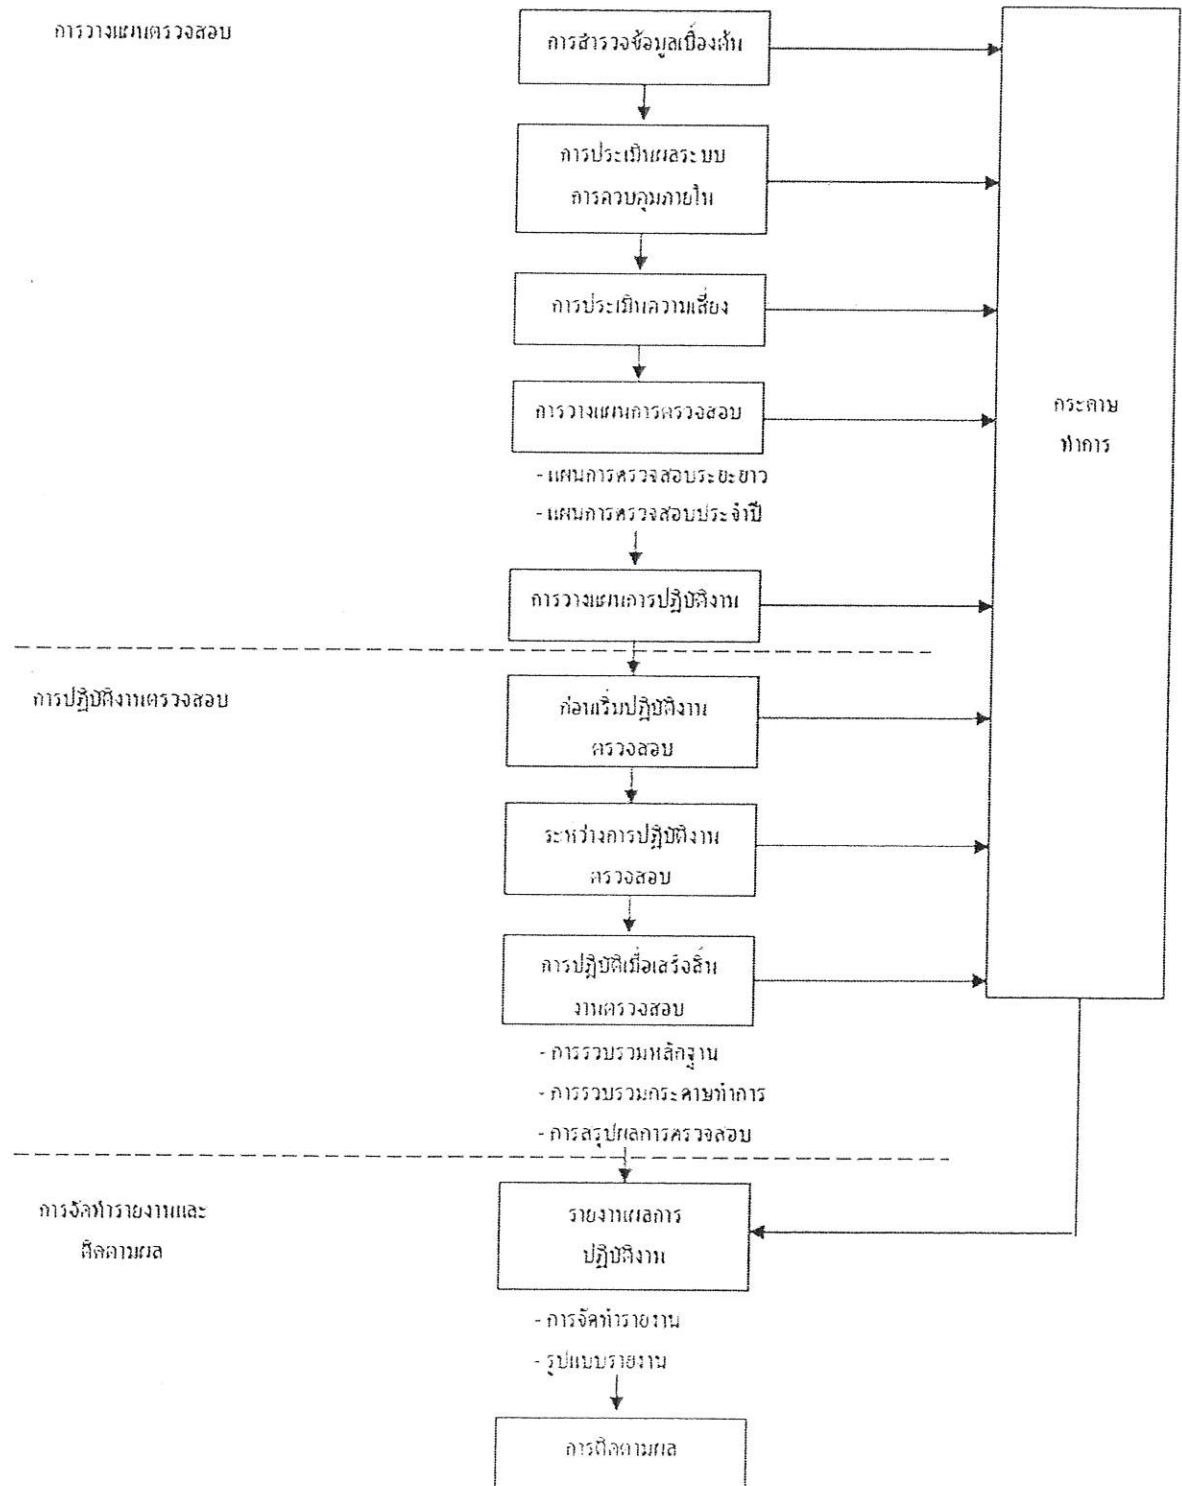 การวางแผนตรวจสอบ
การสำรวจข้อมูลเบื้องต้น
การประเมินผลระบบ
การควบคุมภายใน
การประเมินความเสี่ยง
การวางแผนการตรวจสอบ
- แผนการตรวจสอบระยะยาว
- แผนการตรวจสอบประจำปี
การวางแผนการปฏิบัติงาน
กระดาษ
ทำการ
การปฏิบัติงานตรวจสอบ
ก่อนเริ่มปฏิบัติงาน
ตรวจสอบ
ระหว่างการปฏิบัติงาน
ตรวจสอบ
การปฏิบัติเมื่อเสร็จสิ้น
งานตรวจสอบ
- การรวบรวมหลักฐาน
- การรวบรวมกระดาษทำการ
- การสรุปผลการตรวจสอบ
การจัดทำรายงานและ
ติดตามผล
รายงานผลการ
ปฏิบัติงาน
- การจัดทำรายงาน
- รูปแบบรายงาน
การติดตามผล